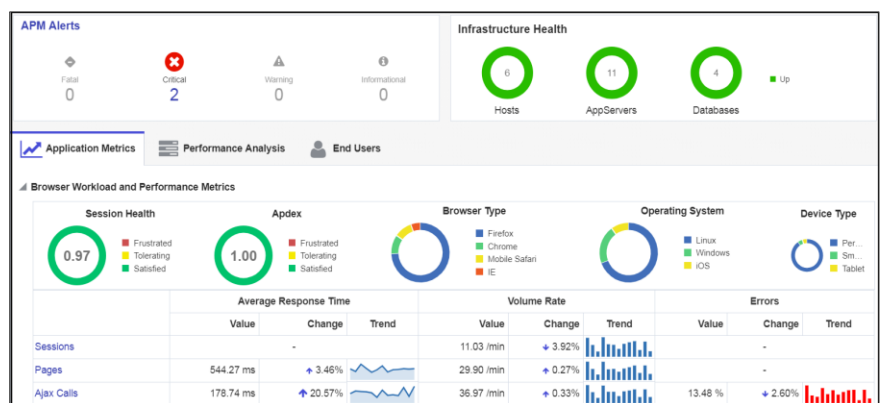 APM Alerts
Fatal
0
Critical
2
Warning
0
Informational
0
Infrastructure Health
6
Hosts
11
AppServers
4
Databases
Up
Application Metrics
Performance Analysis
End Users
Browser Workload and Performance Metrics
Session Health
0.97
Frustrated
Tolerating
Satisfied
Apdex
1.00
Frustrated
Tolerating
Satisfied
Browser Type
Firefox
Chrome
Mobile Safari
IE
Operating System
Linux
Windows
iOS
Device Type
Per...
Sm...
Tablet
Average Response Time Volume Rate Errors
Value Change Trend Value Change Trend Value Change Trend
Sessions - 11.03 /min 3.92% -
Pages 544.27 ms 3.46% 29.90 /min 0.27% -
Ajax Calls 178.74 ms 20.57% 36.97 /min 0.33% 13.48 % 2.60%